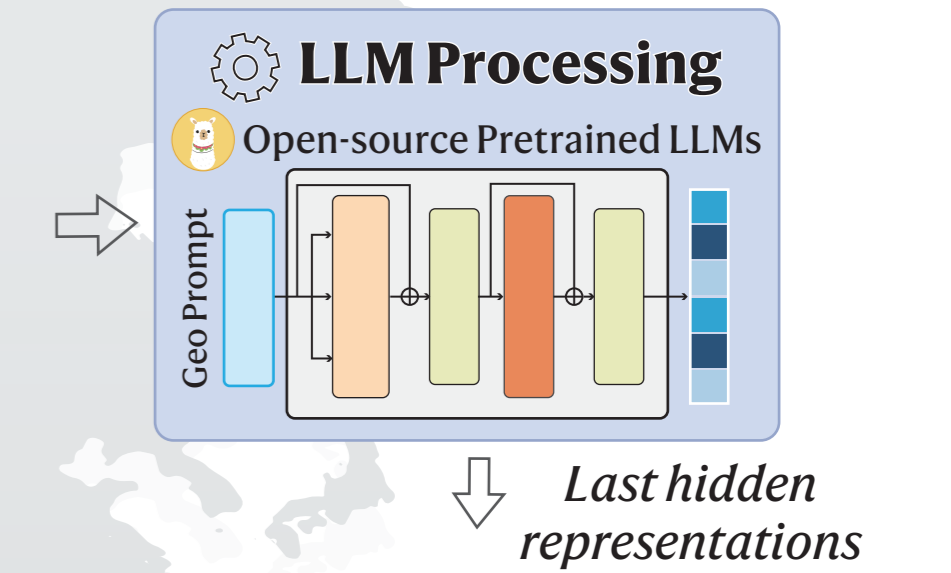 LLM Processing
Open-source Pretrained LLMs
Geo Prompt
Last hidden
representations